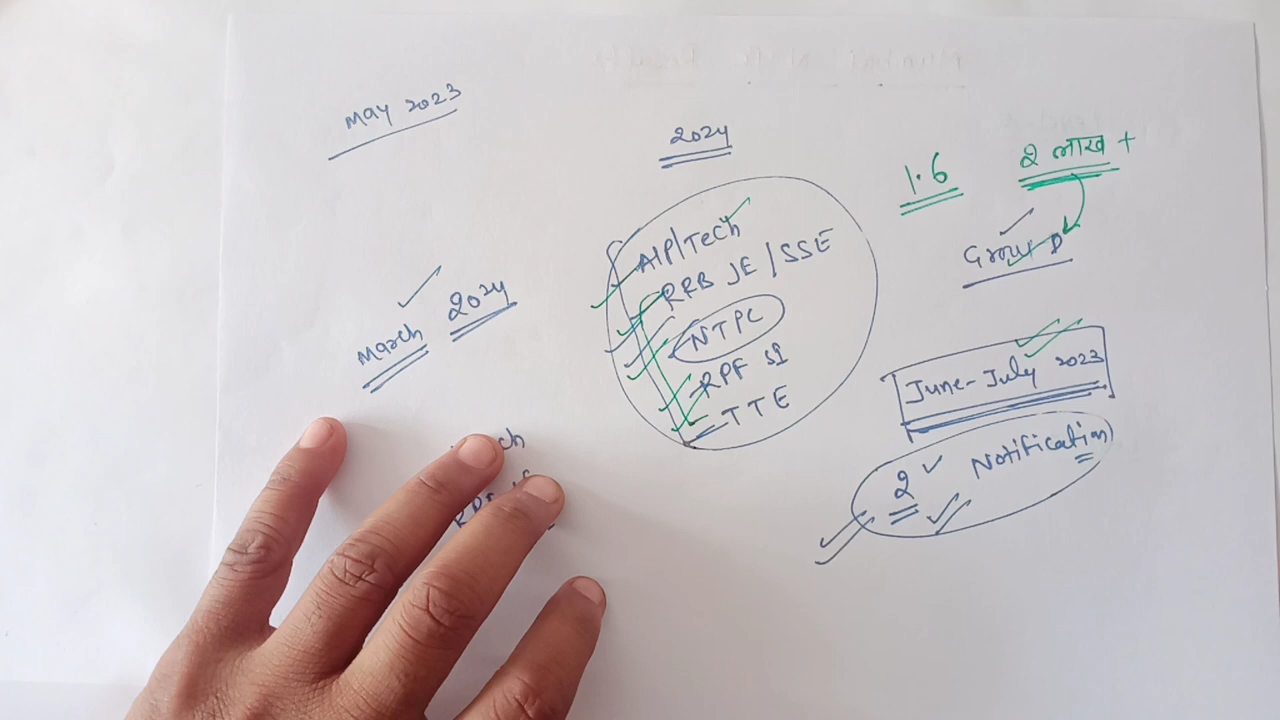 May 2023
2024
1.6
2 लाख +
Group D
March 2024
ALP/Tech
RRB JE/SSE
NTPC
RPF SI
TTE
June-July 2023
2 Notification